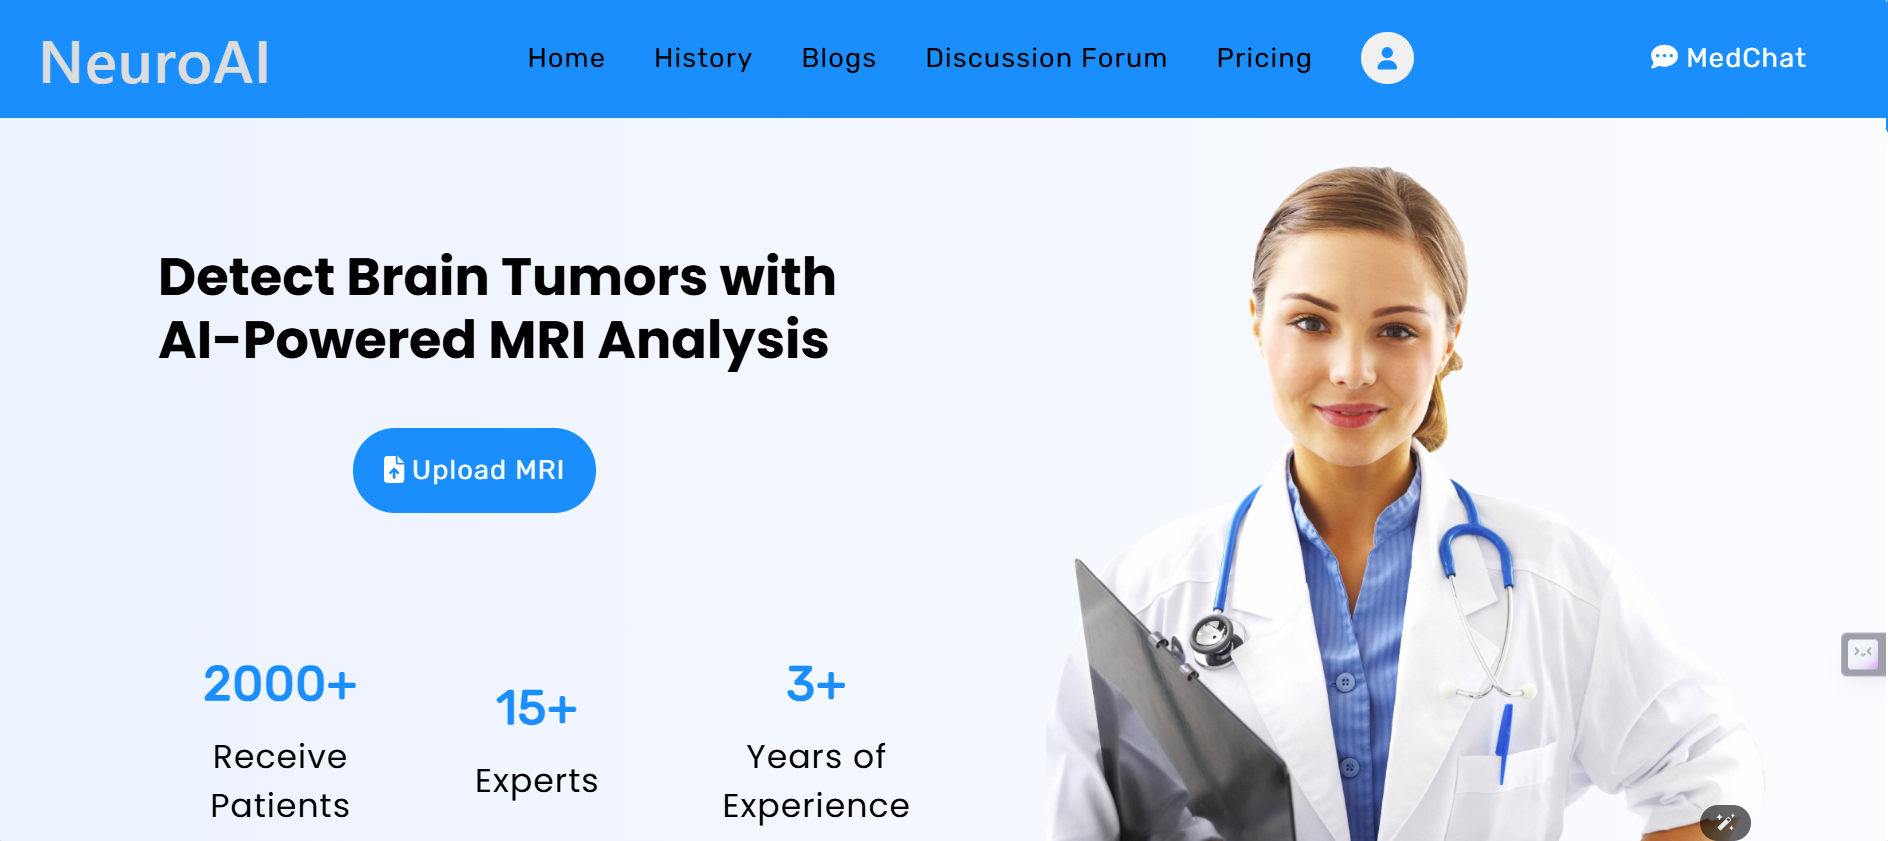 NeuroAI
Home History Blogs Discussion Forum Pricing MedChat
Detect Brain Tumors with
AI-Powered MRI Analysis
Upload MRI
2000+
Receive
Patients
15+
Experts
3+
Years of
Experience